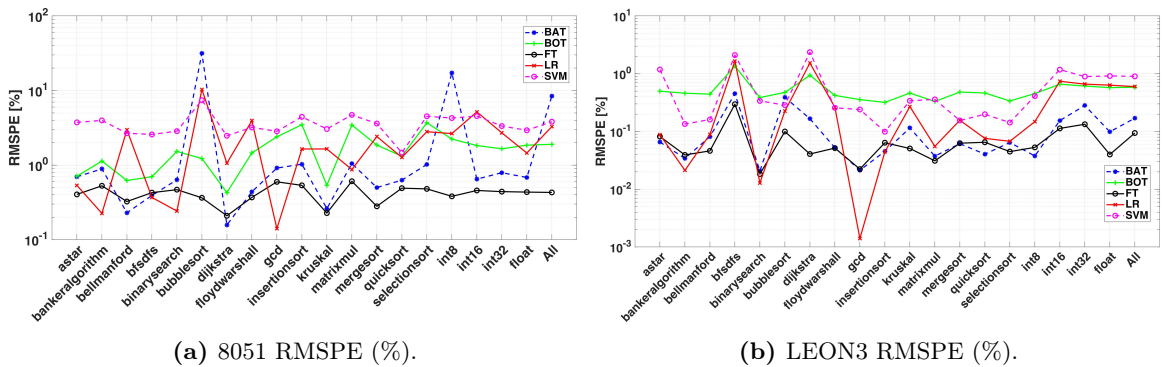 10²
10¹
10⁰
10⁻¹
RMSPE [%]
BAT
BOT
FT
LR
SVM
astar
bankeralgorithm
bellmanford
bfsdfs
binarysearch
bubblesort
dijkstra
floydwarshall
gcd
insertionsort
kruskal
matrixmul
mergesort
quicksort
selectionsort
int8
int16
int32
float
All
(a) 8051 RMSPE (%).
10¹
10⁰
10⁻¹
10⁻²
10⁻³
RMSPE [%]
BAT
BOT
FT
LR
SVM
astar
bankeralgorithm
bellmanford
bfsdfs
binarysearch
bubblesort
dijkstra
floydwarshall
gcd
insertionsort
kruskal
matrixmul
mergesort
quicksort
selectionsort
int8
int16
int32
float
All
(b) LEON3 RMSPE (%).